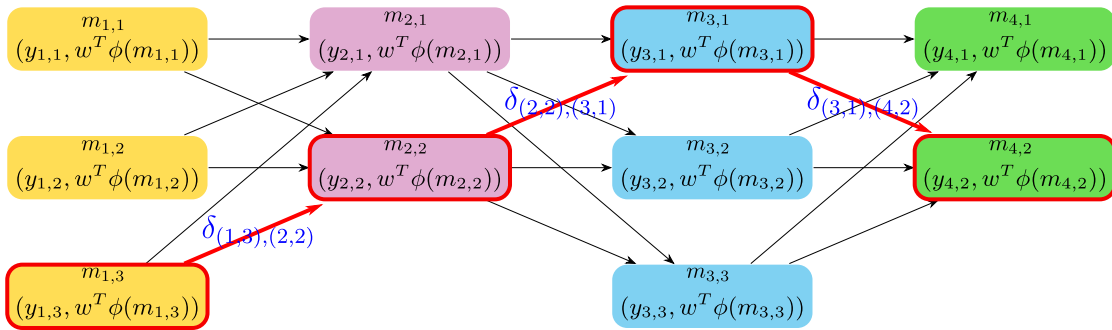 m_{1,1}
(y_{1,1}, w^T ϕ(m_{1,1}))
m_{2,1}
(y_{2,1}, w^T ϕ(m_{2,1}))
m_{3,1}
(y_{3,1}, w^T ϕ(m_{3,1}))
m_{4,1}
(y_{4,1}, w^T ϕ(m_{4,1}))
δ_{(2,2),(3,1)}
δ_{(3,1),(4,2)}
m_{1,2}
(y_{1,2}, w^T ϕ(m_{1,2}))
m_{2,2}
(y_{2,2}, w^T ϕ(m_{2,2}))
m_{3,2}
(y_{3,2}, w^T ϕ(m_{3,2}))
m_{4,2}
(y_{4,2}, w^T ϕ(m_{4,2}))
δ_{(1,3),(2,2)}
m_{1,3}
(y_{1,3}, w^T ϕ(m_{1,3}))
m_{3,3}
(y_{3,3}, w^T ϕ(m_{3,3}))